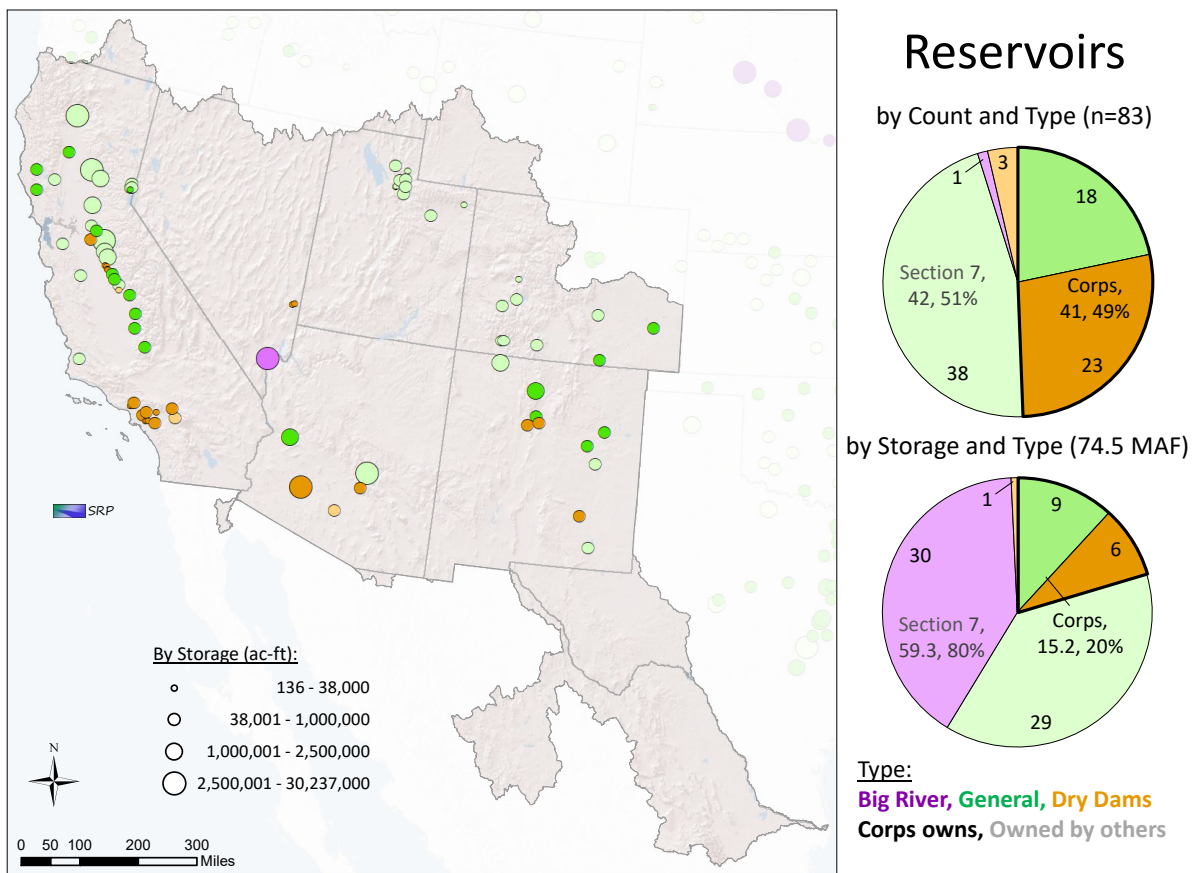 Reservoirs
by Count and Type (n=83)
1
3
18
Section 7,
42, 51%
Corps,
41, 49%
38
23
by Storage and Type (74.5 MAF)
1
9
6
30
Section 7,
59.3, 80%
Corps,
15.2, 20%
29
Type:
Big River, General, Dry Dams
Corps owns, Owned by others
SRP
By Storage (ac-ft):
136 - 38,000
38,001 - 1,000,000
1,000,001 - 2,500,000
2,500,001 - 30,237,000
N
0 50 100 200 300
Miles